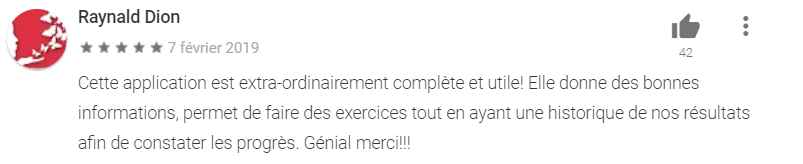 Raynald Dion
★★★★★ 7 février 2019
42
Cette application est extra-ordinairement complète et utile! Elle donne des bonnes
informations, permet de faire des exercices tout en ayant une historique de nos résultats
afin de constater les progrès. Génial merci!!!